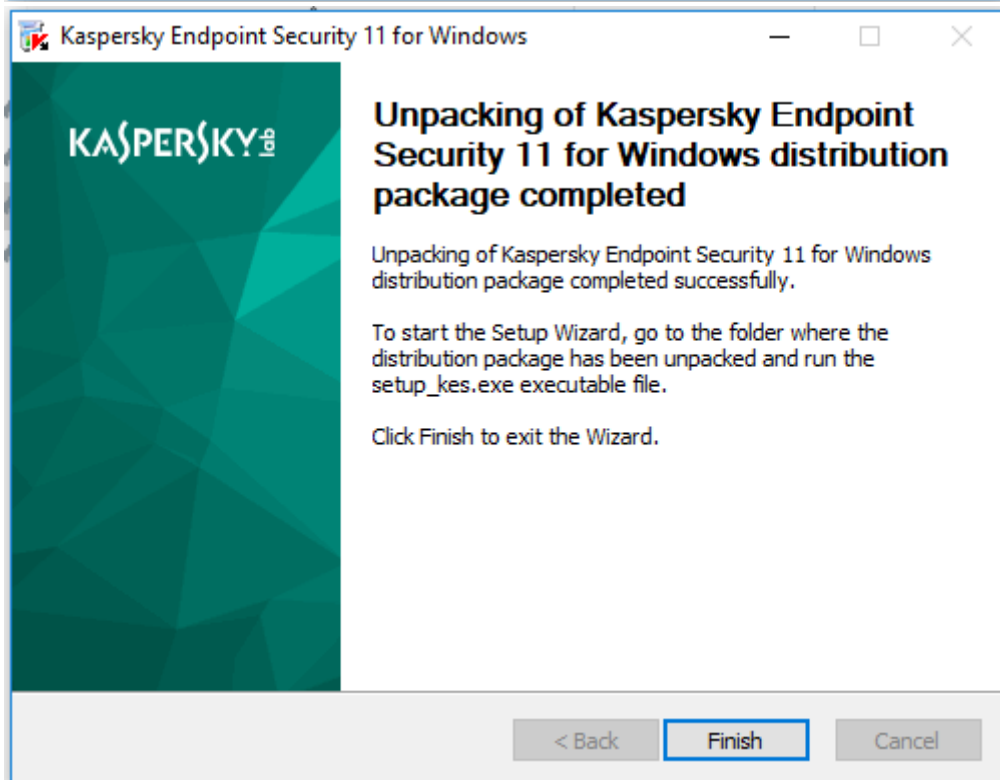 Kaspersky Endpoint Security 11 for Windows
KASPERSKY lab
Unpacking of Kaspersky Endpoint
Security 11 for Windows distribution
package completed
Unpacking of Kaspersky Endpoint Security 11 for Windows
distribution package completed successfully.
To start the Setup Wizard, go to the folder where the
distribution package has been unpacked and run the
setup_kes.exe executable file.
Click Finish to exit the Wizard.
< Back Finish Cancel